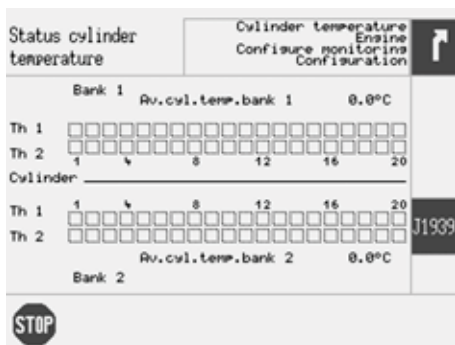 Status cylinder
temperature
Cylinder temperature
Engine
Configure monitoring
Configuration
Bank 1
Av.cyl.temp.bank 1 0.0°C
Th 1
Th 2
1 4 8 12 16 20
Cylinder
1 4 8 12 16 20
Th 1
Th 2
J1939
Av.cyl.temp.bank 2 0.0°C
Bank 2
STOP